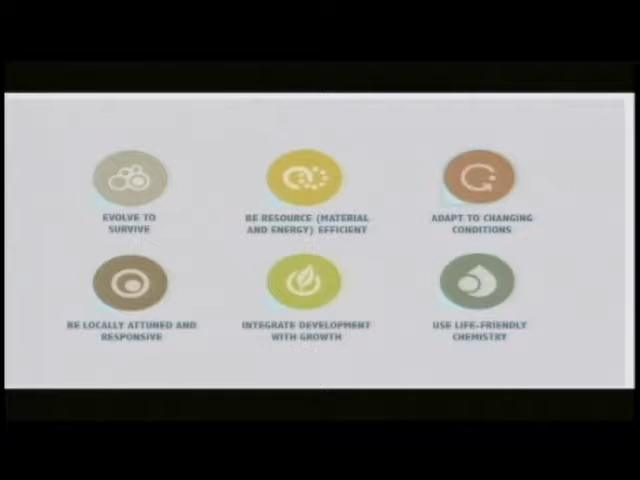 EVOLVE TO
SURVIVE
BE RESOURCE (MATERIAL
AND ENERGY) EFFICIENT
ADAPT TO CHANGING
CONDITIONS
BE LOCALLY ATTUNED AND
RESPONSIVE
INTEGRATE DEVELOPMENT
WITH GROWTH
USE LIFE-FRIENDLY
CHEMISTRY